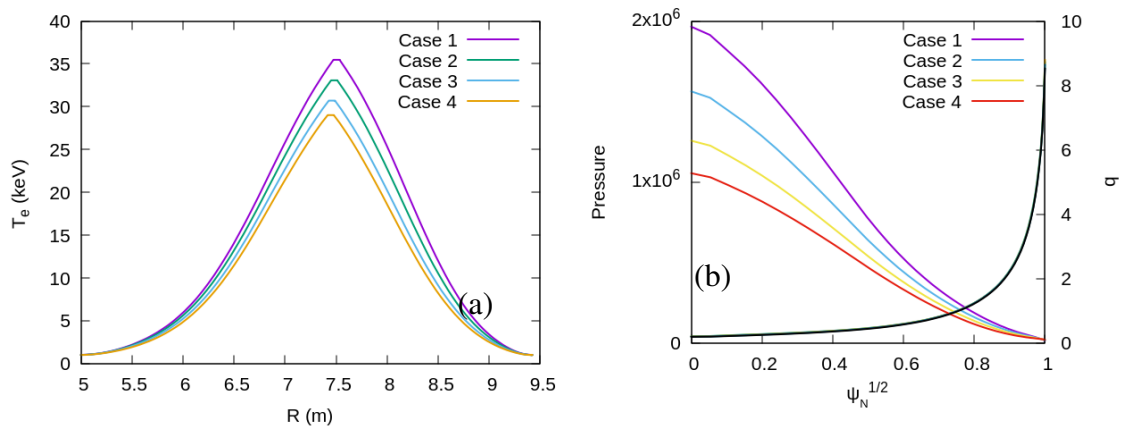 40
35
30
25
20
15
10
5
0
T_e (keV)
Case 1
Case 2
Case 3
Case 4
(a)
5 5.5 6 6.5 7 7.5 8 8.5 9 9.5
R (m)
2x10^6
1x10^6
0
Pressure
Case 1
Case 2
Case 3
Case 4
(b)
10
8
6
4
2
0
q
0 0.2 0.4 0.6 0.8 1
ψ_N^1/2